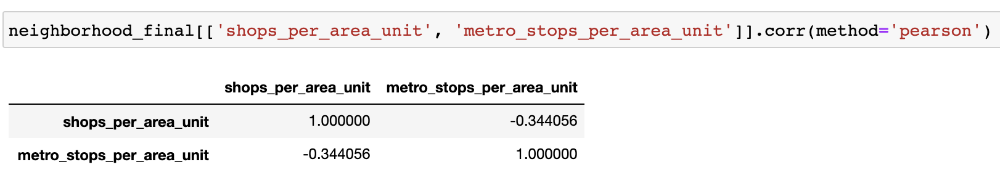 neighborhood_final[['shops_per_area_unit', 'metro_stops_per_area_unit']].corr(method='pearson')
shops_per_area_unit metro_stops_per_area_unit
shops_per_area_unit 1.000000 -0.344056
metro_stops_per_area_unit -0.344056 1.000000